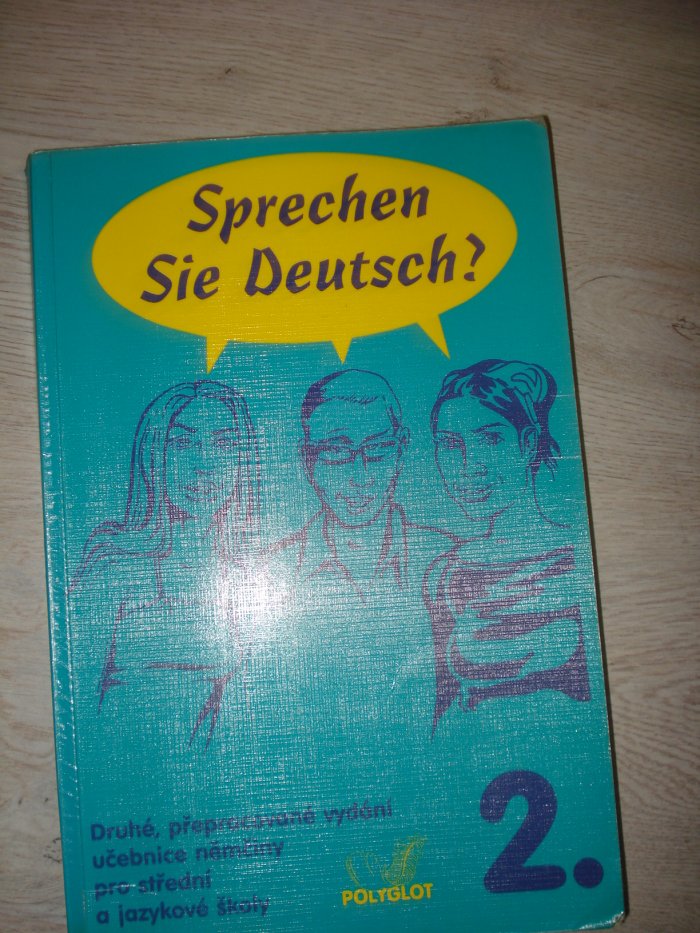 Sprechen
Sie Deutsch?
Druhé, přepracované vydání
učebnice němčiny
pro střední
a jazykové školy
POLYGLOT
2.